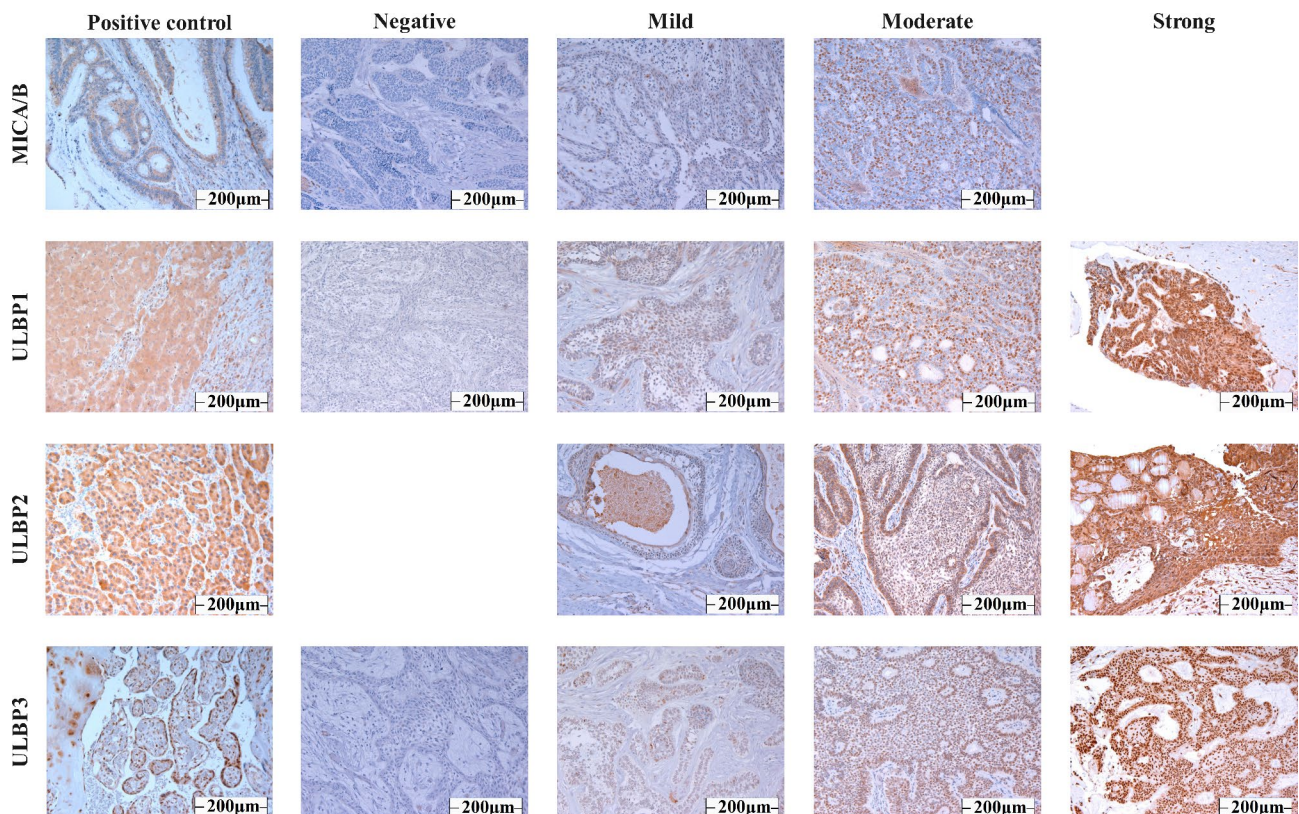 Positive control Negative Mild Moderate Strong
MICA/B
200µm 200µm 200µm 200µm
ULBP1
200µm 200µm 200µm 200µm 200µm
ULBP2
200µm 200µm 200µm 200µm
ULBP3
200µm 200µm 200µm 200µm 200µm